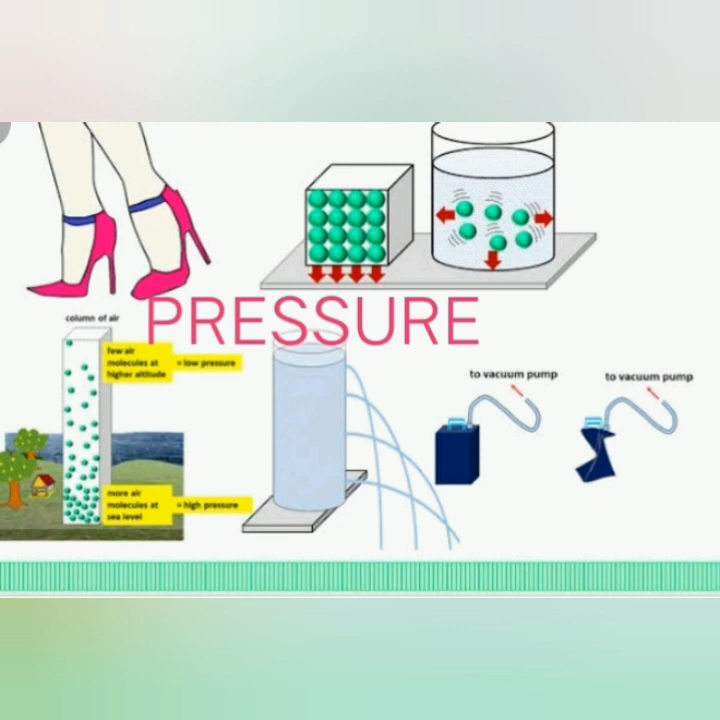 PRESSURE
column of air
few air
molecules at = low pressure
higher altitude
to vacuum pump
to vacuum pump
more air
molecules at = high pressure
sea level